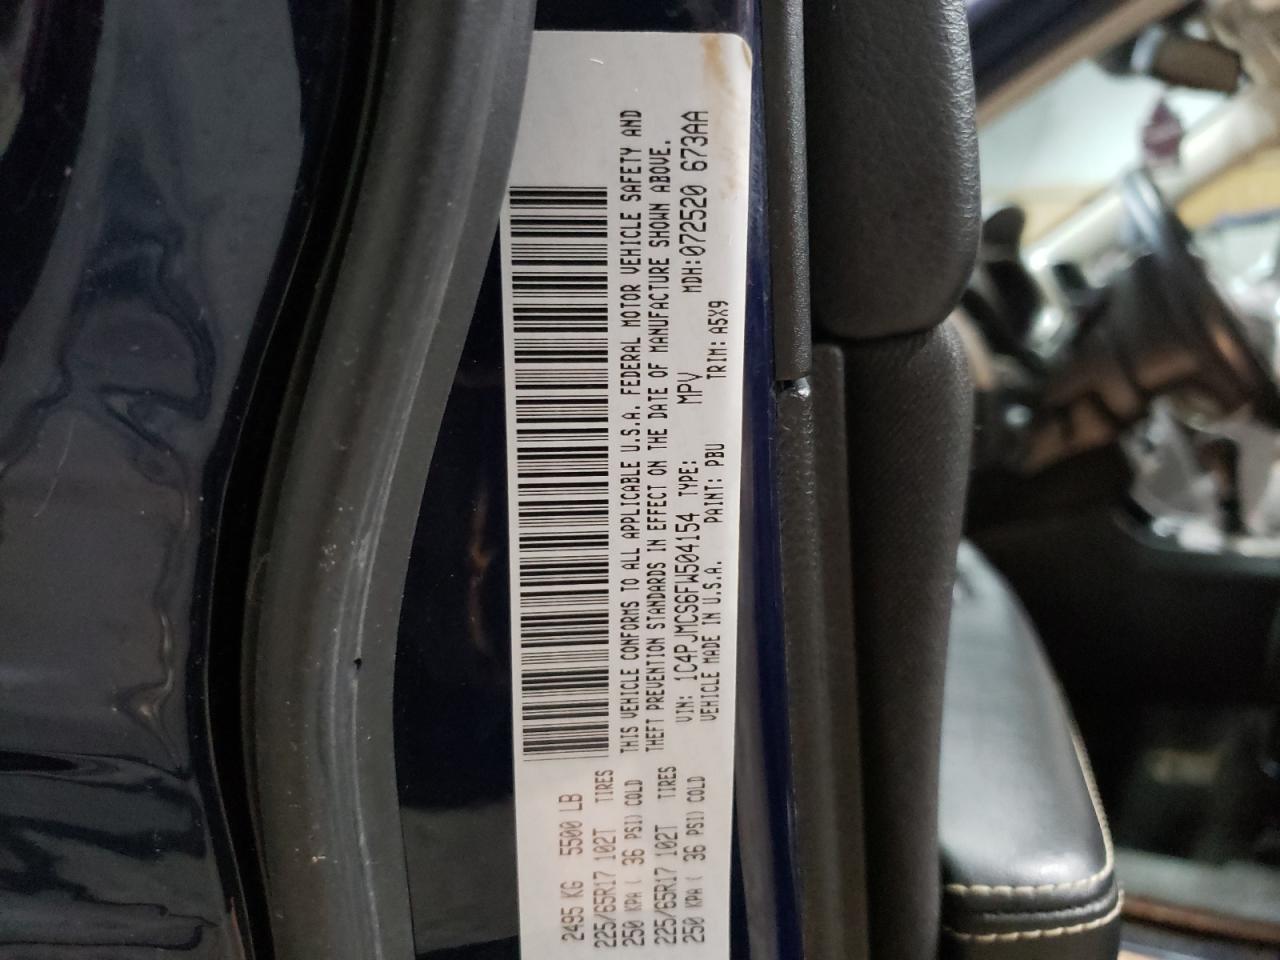 2495 KG 5500 LB
225/65R17 102T TIRES
250 KPA ( 36 PSI) COLD
225/65R17 102T TIRES
250 KPA ( 36 PSI) COLD
THIS VEHICLE CONFORMS TO ALL APPLICABLE U.S.A. FEDERAL MOTOR VEHICLE SAFETY AND
THEFT PREVENTION STANDARDS IN EFFECT ON THE DATE OF MANUFACTURE SHOWN ABOVE.
VIN: 1C4PJMCS6FW504154 TYPE: MPV MDH:072520 673AA
VEHICLE MADE IN U.S.A. PAINT: PBU TRIM: A5X9